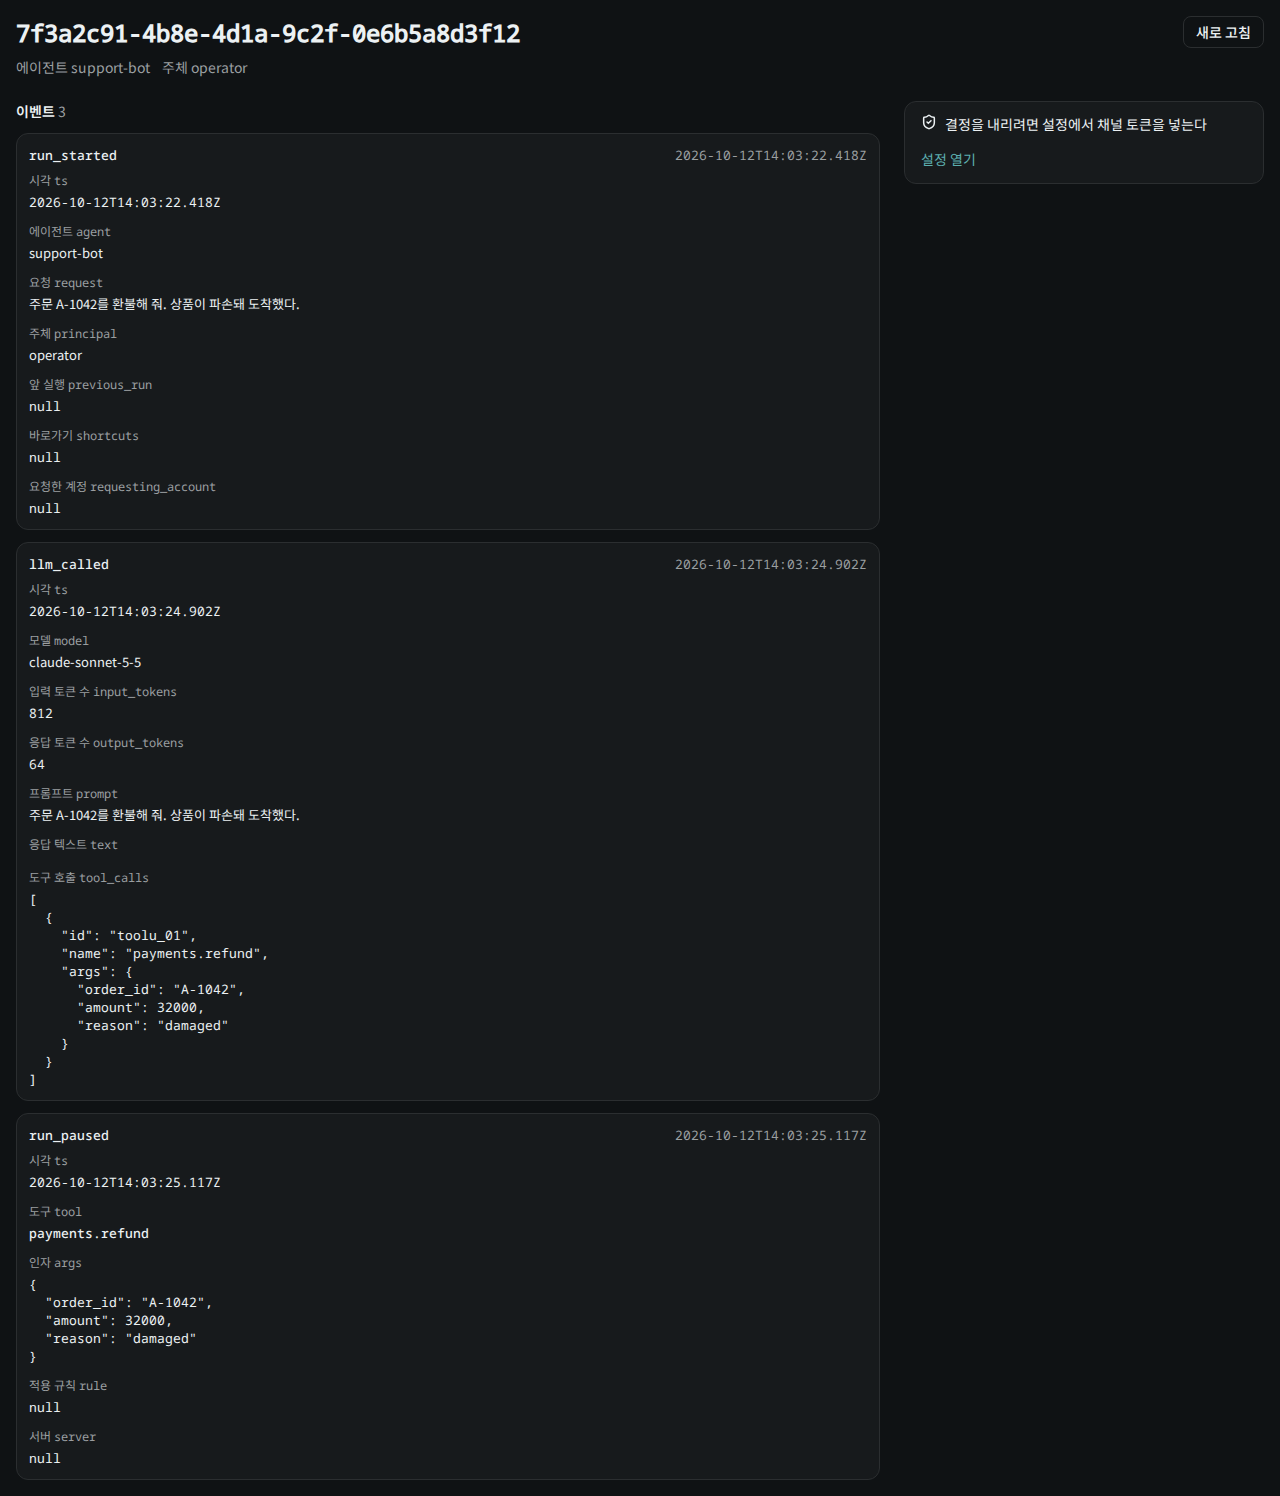 7f3a2c91-4b8e-4d1a-9c2f-0e6b5a8d3f12
새로 고침
에이전트 support-bot 주체 operator
이벤트 3
run_started 2026-10-12T14:03:22.418Z
시각 ts
2026-10-12T14:03:22.418Z
에이전트 agent
support-bot
요청 request
주문 A-1042를 환불해 줘. 상품이 파손돼 도착했다.
주체 principal
operator
앞 실행 previous_run
null
바로가기 shortcuts
null
요청한 계정 requesting_account
null
llm_called 2026-10-12T14:03:24.902Z
시각 ts
2026-10-12T14:03:24.902Z
모델 model
claude-sonnet-5-5
입력 토큰 수 input_tokens
812
응답 토큰 수 output_tokens
64
프롬프트 prompt
주문 A-1042를 환불해 줘. 상품이 파손돼 도착했다.
응답 텍스트 text
도구 호출 tool_calls
[
  {
    "id": "toolu_01",
    "name": "payments.refund",
    "args": {
      "order_id": "A-1042",
      "amount": 32000,
      "reason": "damaged"
    }
  }
]
run_paused 2026-10-12T14:03:25.117Z
시각 ts
2026-10-12T14:03:25.117Z
도구 tool
payments.refund
인자 args
{
  "order_id": "A-1042",
  "amount": 32000,
  "reason": "damaged"
}
적용 규칙 rule
null
서버 server
null
결정을 내리려면 설정에서 채널 토큰을 넣는다
설정 열기